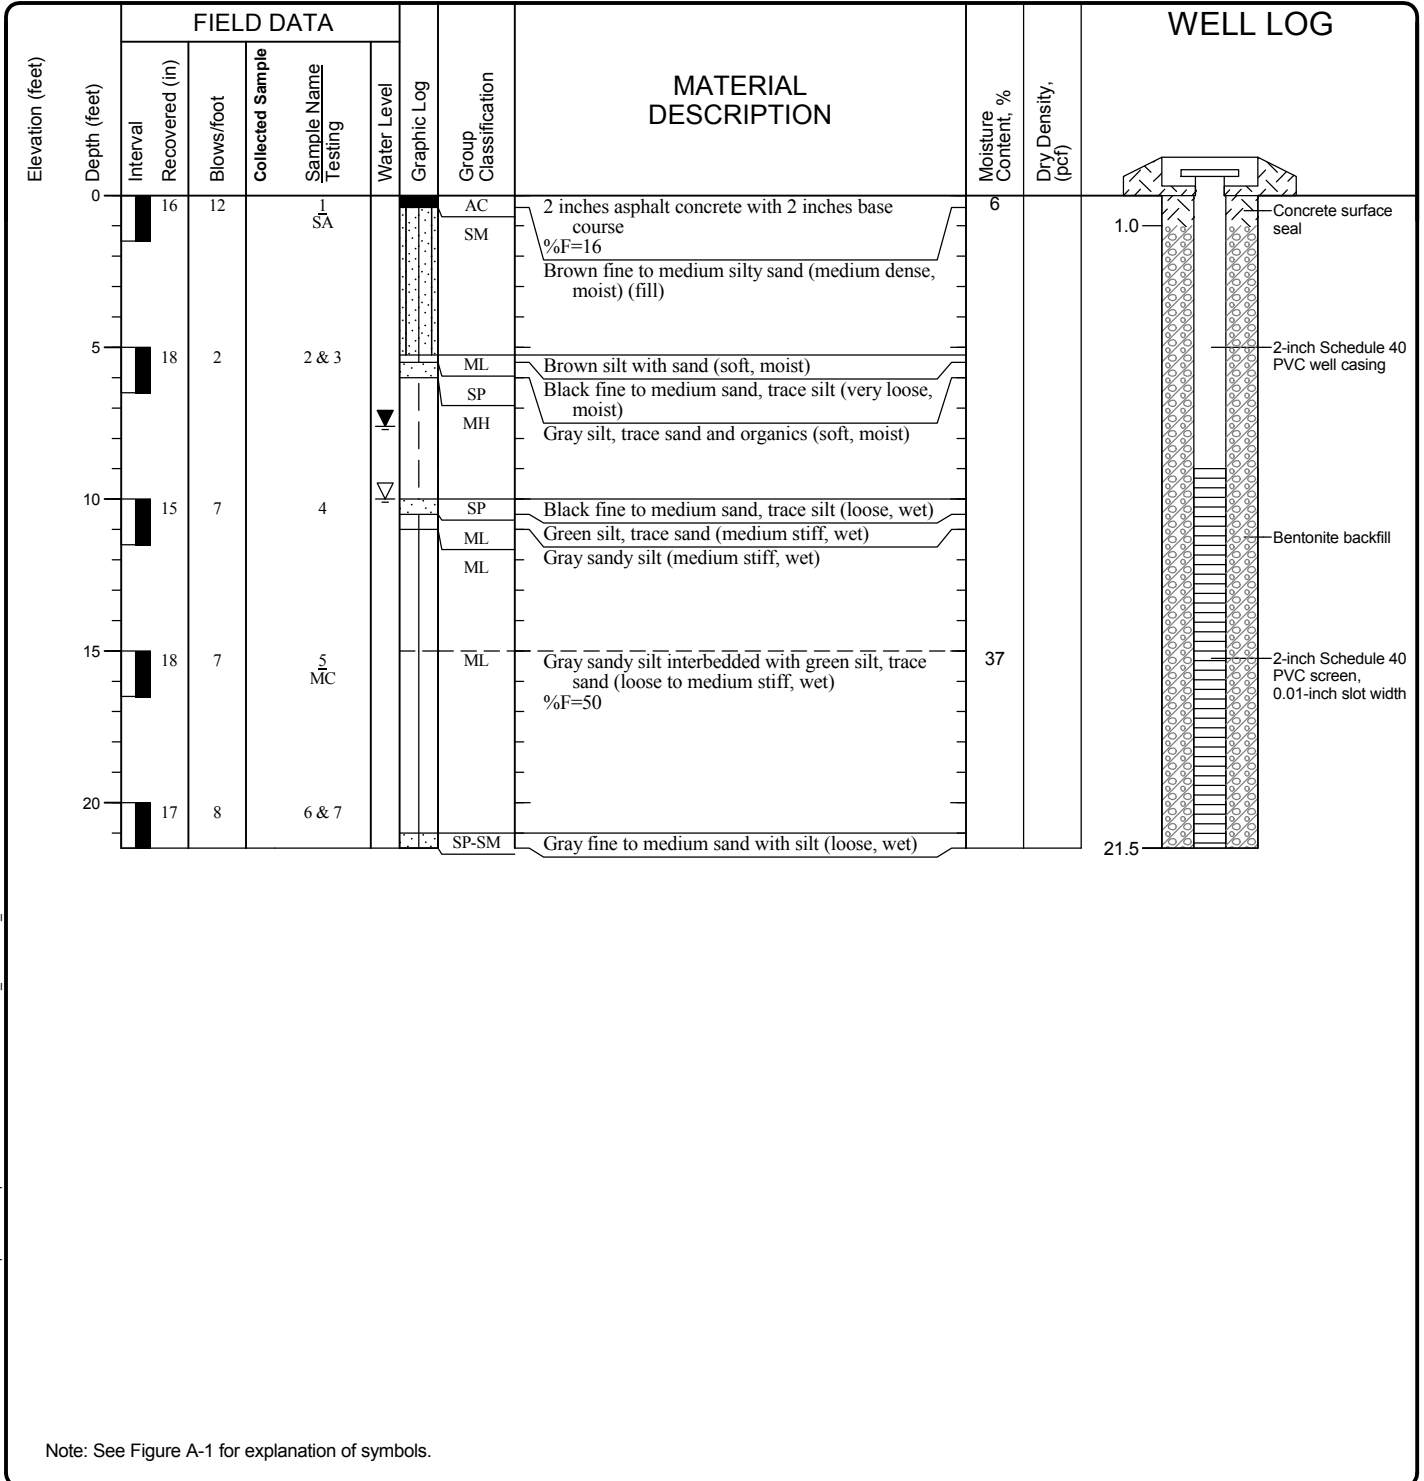 FIELD DATA
WELL LOG
Elevation (feet)
Depth (feet)
Interval
Recovered (in)
Blows/foot
Collected Sample
Sample Name
Testing
Water Level
Graphic Log
Group
Classification
MATERIAL
DESCRIPTION
Moisture
Content, %
Dry Density,
(pcf)
0
16
12
1
SA
AC
SM
2 inches asphalt concrete with 2 inches base
course
%F=16
Brown fine to medium silty sand (medium dense,
moist) (fill)
6
1.0
Concrete surface
seal
5
18
2
2 & 3
ML
SP
MH
Brown silt with sand (soft, moist)
Black fine to medium sand, trace silt (very loose,
moist)
Gray silt, trace sand and organics (soft, moist)
2-inch Schedule 40
PVC well casing
10
15
7
4
SP
ML
ML
Black fine to medium sand, trace silt (loose, wet)
Green silt, trace sand (medium stiff, wet)
Gray sandy silt (medium stiff, wet)
Bentonite backfill
15
18
7
5
MC
ML
Gray sandy silt interbedded with green silt, trace
sand (loose to medium stiff, wet)
%F=50
37
2-inch Schedule 40
PVC screen,
0.01-inch slot width
20
17
8
6 & 7
SP-SM
Gray fine to medium sand with silt (loose, wet)
21.5
Note: See Figure A-1 for explanation of symbols.